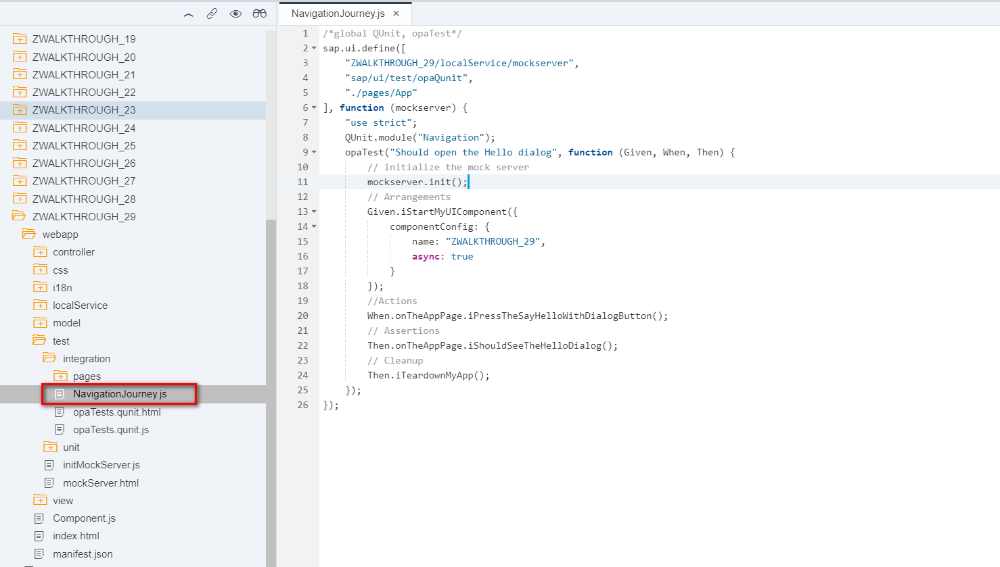 ZWALKTHROUGH_19
ZWALKTHROUGH_20
ZWALKTHROUGH_21
ZWALKTHROUGH_22
ZWALKTHROUGH_23
ZWALKTHROUGH_24
ZWALKTHROUGH_25
ZWALKTHROUGH_26
ZWALKTHROUGH_27
ZWALKTHROUGH_28
ZWALKTHROUGH_29
webapp
controller
css
i18n
localService
model
test
integration
pages
NavigationJourney.js
opaTests.qunit.html
opaTests.qunit.js
unit
initMockServer.js
mockServer.html
view
Component.js
index.html
manifest.json
NavigationJourney.js ×
1 /*global QUnit, opaTest*/
2 sap.ui.define([
3 "ZWALKTHROUGH_29/localService/mockserver",
4 "sap/ui/test/opaQunit",
5 "./pages/App"
6 ], function (mockserver) {
7 "use strict";
8 QUnit.module("Navigation");
9 opaTest("Should open the Hello dialog", function (Given, When, Then) {
10 // initialize the mock server
11 mockserver.init();
12 // Arrangements
13 Given.iStartMyUIComponent({
14 componentConfig: {
15 name: "ZWALKTHROUGH_29",
16 async: true
17 }
18 });
19 //Actions
20 When.onTheAppPage.iPressTheSayHelloWithDialogButton();
21 // Assertions
22 Then.onTheAppPage.iShouldSeeTheHelloDialog();
23 // Cleanup
24 Then.iTeardownMyApp();
25 });
26 });